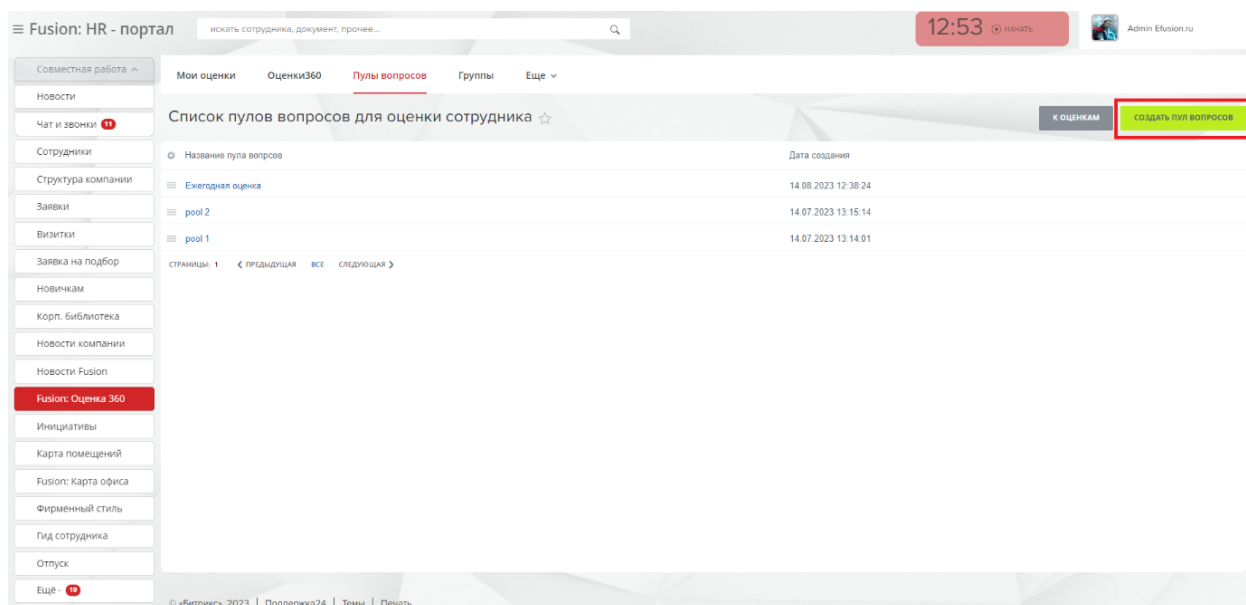 Fusion: HR - портал
искать сотрудника, документ, прочее...
12:53 НАЧАТЬ
Admin Efusion.ru
Совместная работа
Новости
Чат и звонки 11
Сотрудники
Структура компании
Заявки
Визитки
Заявка на подбор
Новичкам
Корп. библиотека
Новости компании
Новости Fusion
Fusion: Оценка 360
Инициативы
Карта помещений
Fusion: Карта офиса
Фирменный стиль
Гид сотрудника
Отпуск
Ещё - 19
Мои оценки Оценки360 Пулы вопросов Группы Еще
Список пулов вопросов для оценки сотрудника
К ОЦЕНКАМ СОЗДАТЬ ПУЛ ВОПРОСОВ
Название пула вопрсов Дата создания
Ежегодная оценка 14.08.2023 12:38:24
pool 2 14.07.2023 13:15:14
pool 1 14.07.2023 13:14:01
СТРАНИЦЫ: 1 ПРЕДЫДУЩАЯ ВСЕ СЛЕДУЮЩАЯ
© «Битрикс», 2023 | Поддержка24 | Темы | Печать